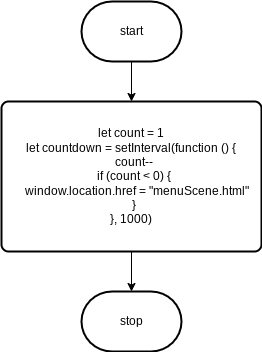 start
let count = 1
let countdown = setInterval(function () {
count--
if (count < 0) {
window.location.href = "menuScene.html"
}
}, 1000)
stop